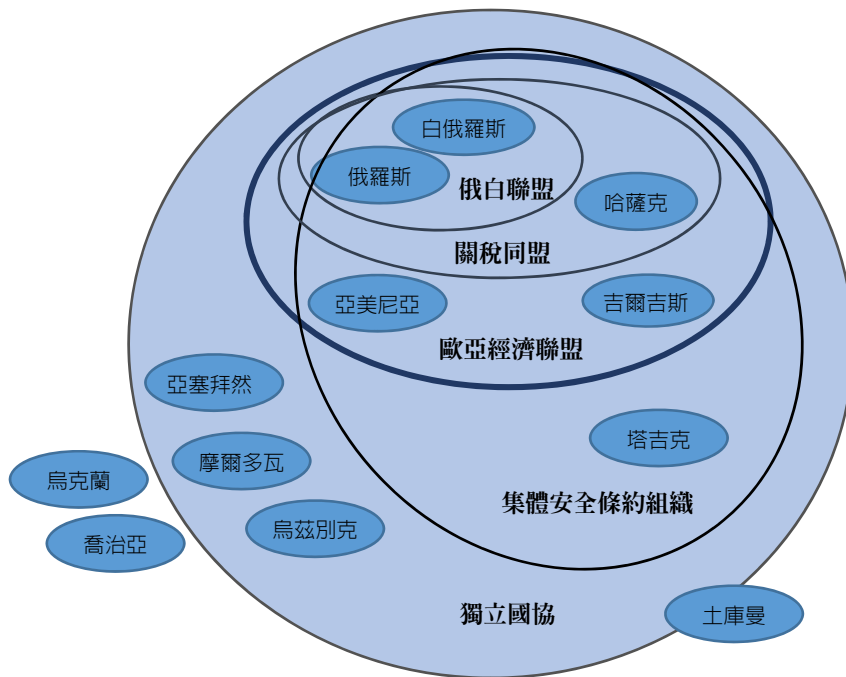 白俄羅斯
俄羅斯
俄白聯盟
哈薩克
關稅同盟
亞美尼亞
吉爾吉斯
歐亞經濟聯盟
亞塞拜然
塔吉克
摩爾多瓦
烏克蘭
集體安全條約組織
烏茲別克
喬治亞
獨立國協
土庫曼